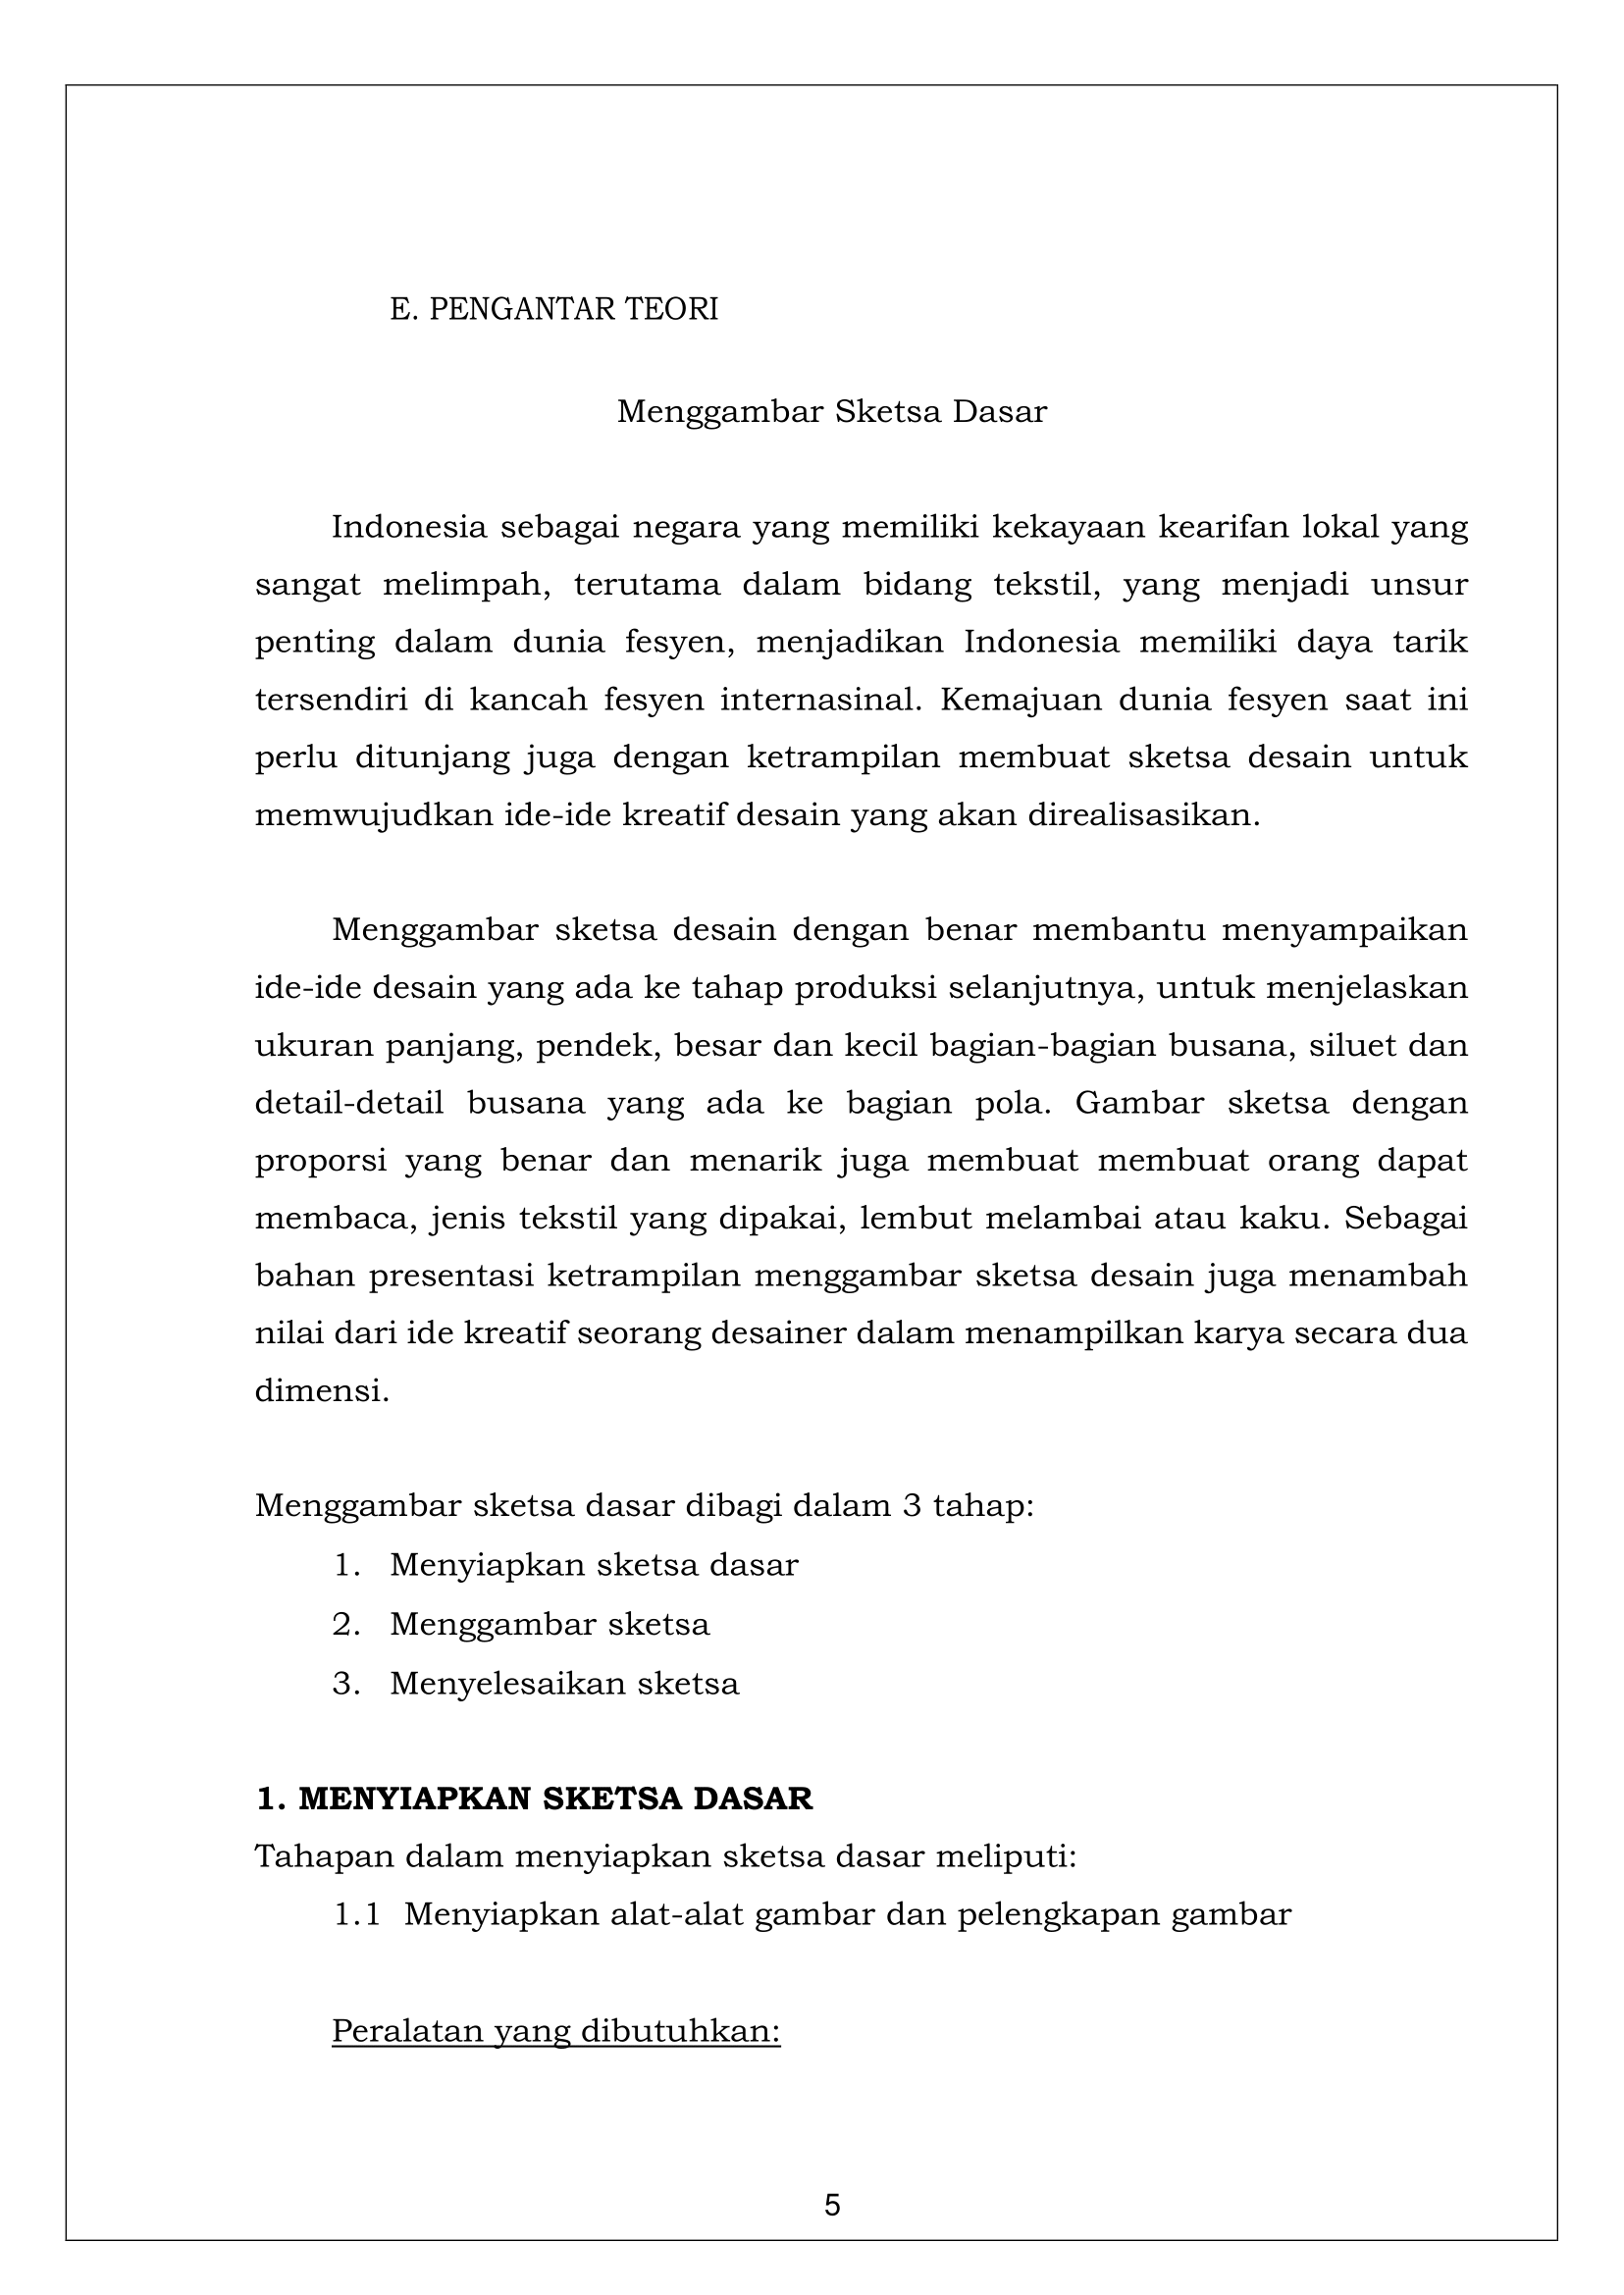 E. PENGANTAR TEORI
Menggambar Sketsa Dasar
Indonesia sebagai negara yang memiliki kekayaan kearifan lokal yang
sangat melimpah, terutama dalam bidang tekstil, yang menjadi unsur
penting dalam dunia fesyen, menjadikan Indonesia memiliki daya tarik
tersendiri di kancah fesyen internasinal. Kemajuan dunia fesyen saat ini
perlu ditunjang juga dengan ketrampilan membuat sketsa desain untuk
memwujudkan ide-ide kreatif desain yang akan direalisasikan.
Menggambar sketsa desain dengan benar membantu menyampaikan
ide-ide desain yang ada ke tahap produksi selanjutnya, untuk menjelaskan
ukuran panjang, pendek, besar dan kecil bagian-bagian busana, siluet dan
detail-detail busana yang ada ke bagian pola. Gambar sketsa dengan
proporsi yang benar dan menarik juga membuat membuat orang dapat
membaca, jenis tekstil yang dipakai, lembut melambai atau kaku. Sebagai
bahan presentasi ketrampilan menggambar sketsa desain juga menambah
nilai dari ide kreatif seorang desainer dalam menampilkan karya secara dua
dimensi.
Menggambar sketsa dasar dibagi dalam 3 tahap:
1. Menyiapkan sketsa dasar
2. Menggambar sketsa
3. Menyelesaikan sketsa
1. MENYIAPKAN SKETSA DASAR
Tahapan dalam menyiapkan sketsa dasar meliputi:
1.1 Menyiapkan alat-alat gambar dan pelengkapan gambar
Peralatan yang dibutuhkan:
5